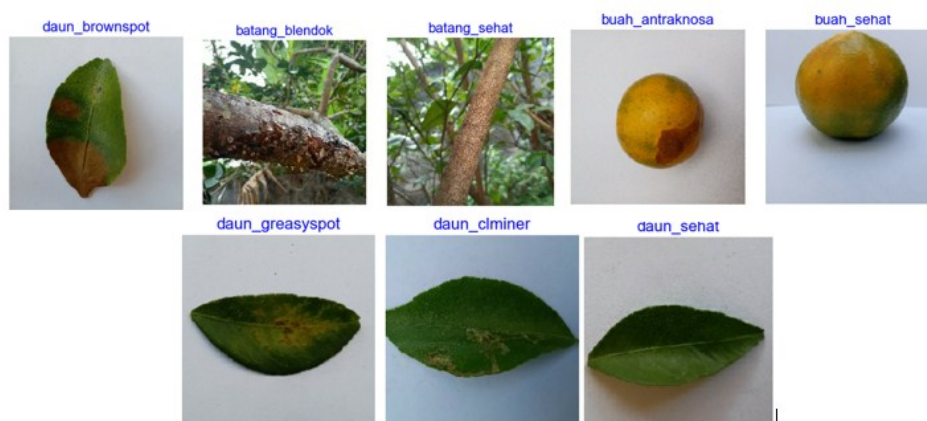 daun_brownspot
batang_blendok
batang_sehat
buah_antraknosa
buah_sehat
daun_greasyspot
daun_clminer
daun_sehat